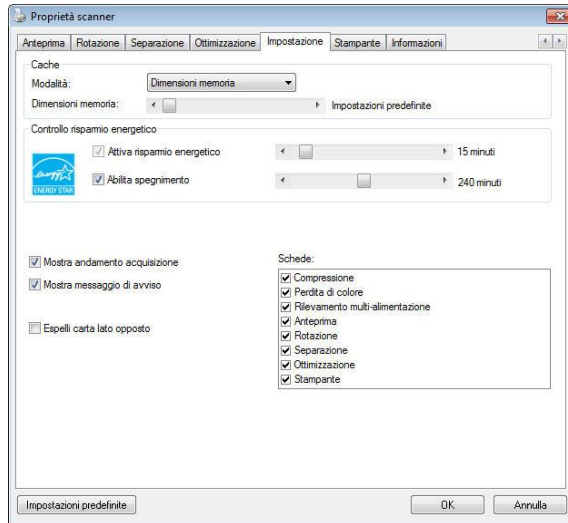 Proprietà scanner
Anteprima Rotazione Separazione Ottimizzazione Impostazione Stampante Informazioni
Cache
Modalità: Dimensioni memoria
Dimensioni memoria: Impostazioni predefinite
Controllo risparmio energetico
Attiva risparmio energetico 15 minuti
Abilita spegnimento 240 minuti
energy
ENERGY STAR
Mostra andamento acquisizione
Mostra messaggio di avviso
Espelli carta lato opposto
Schede:
Compressione
Perdita di colore
Rilevamento multi-alimentazione
Anteprima
Rotazione
Separazione
Ottimizzazione
Stampante
Impostazioni predefinite OK Annulla